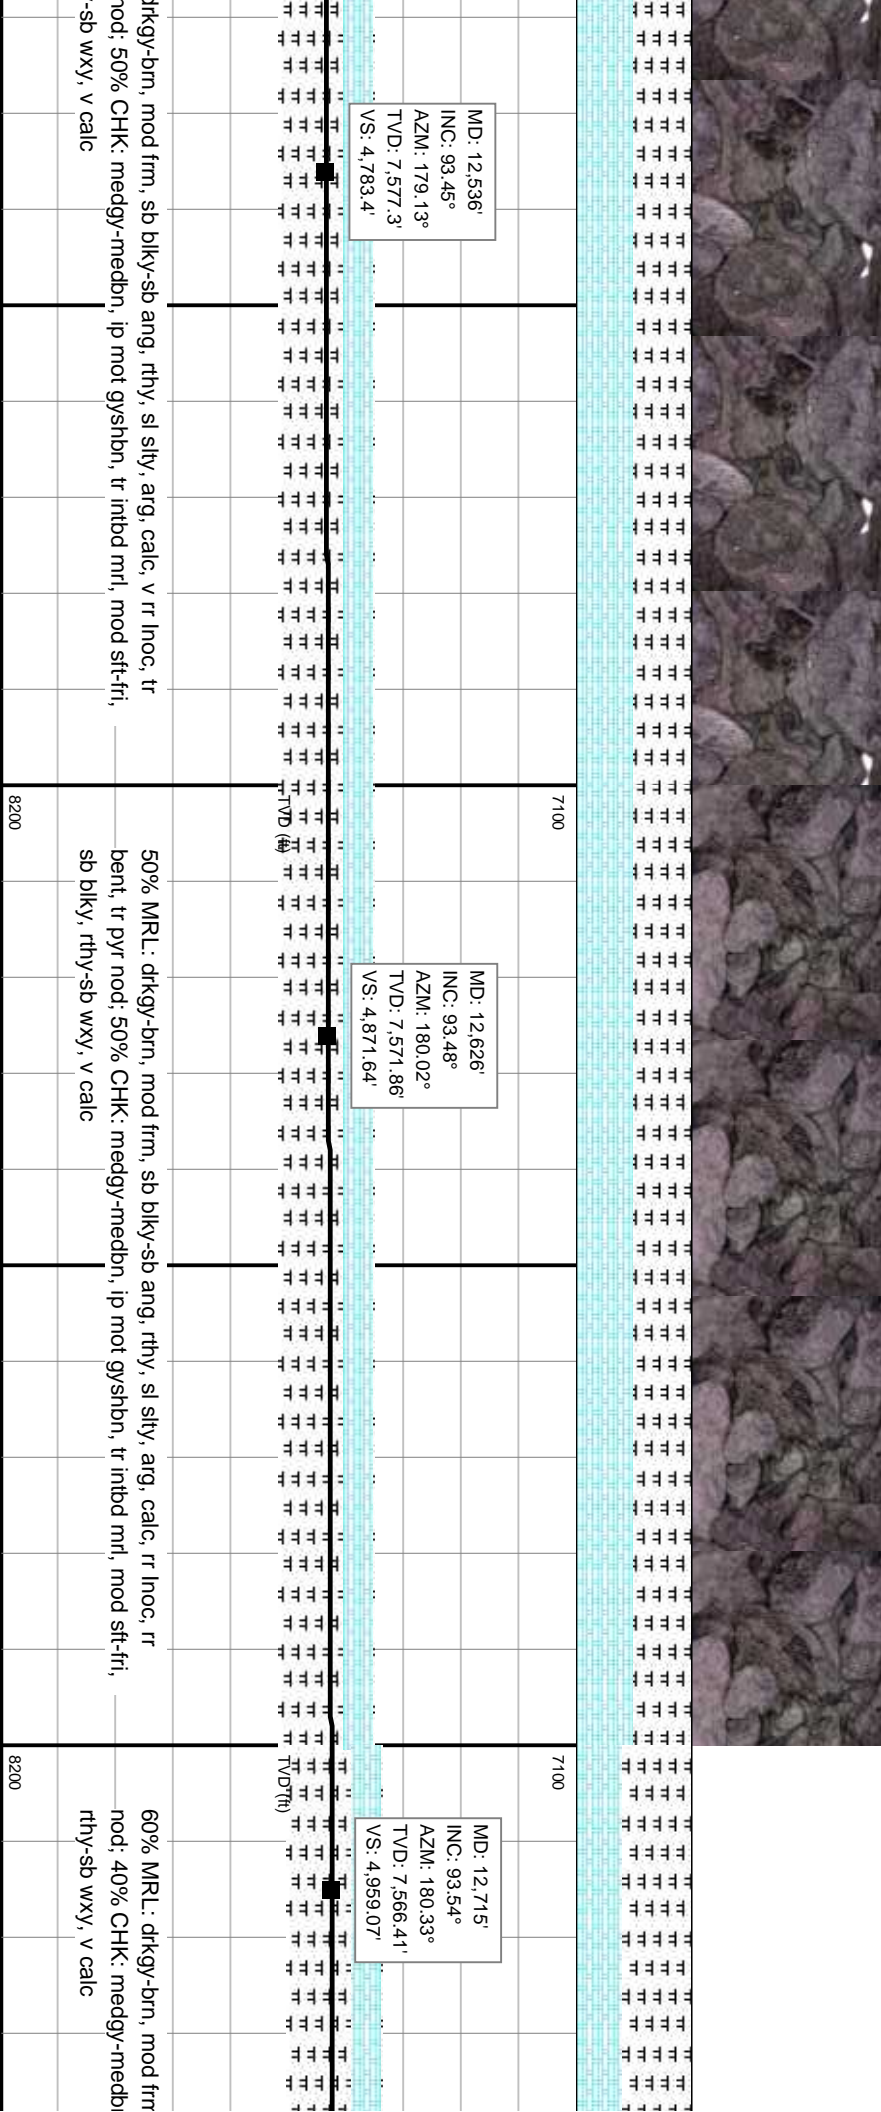 drkgy-brn, mod frm, sb blky-sb ang, rthy, sl slty, arg, calc, v rr Inoc, tr
nod; 50% CHK: medgy-medbn, ip mot gyshbn, tr intbd mrl, mod sft-fri,
-sb wxy, v calc
MD: 12,536'
INC: 93.45°
AZM: 179.13°
TVD: 7,577.3'
VS: 4,783.4'
7100
TVD (ft)
8200
MD: 12,626'
INC: 93.48°
AZM: 180.02°
TVD: 7,571.86'
VS: 4,871.64'
50% MRL: drkgy-brn, mod frm, sb blky-sb ang, rthy, sl slty, arg, calc, rr Inoc, rr
bent, tr pyr nod; 50% CHK: medgy-medbn, ip mot gyshbn, tr intbd mrl, mod sft-fri,
sb blky, rthy-sb wxy, v calc
7100
TVD (ft)
8200
MD: 12,715'
INC: 93.54°
AZM: 180.33°
TVD: 7,566.41'
VS: 4,959.07'
60% MRL: drkgy-brn, mod frm
nod; 40% CHK: medgy-medbn
rthy-sb wxy, v calc